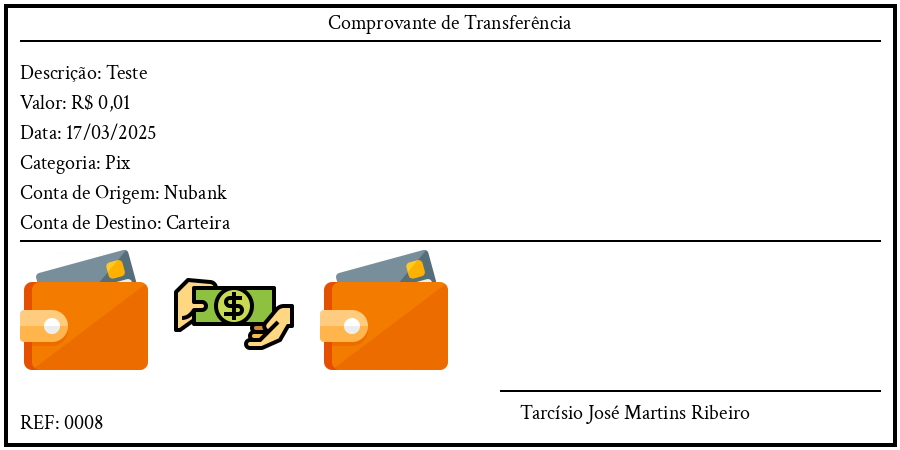 Comprovante de Transferência
Descrição: Teste
Valor: R$ 0,01
Data: 17/03/2025
Categoria: Pix
Conta de Origem: Nubank
Conta de Destino: Carteira
$
Tarcísio José Martins Ribeiro
REF: 0008